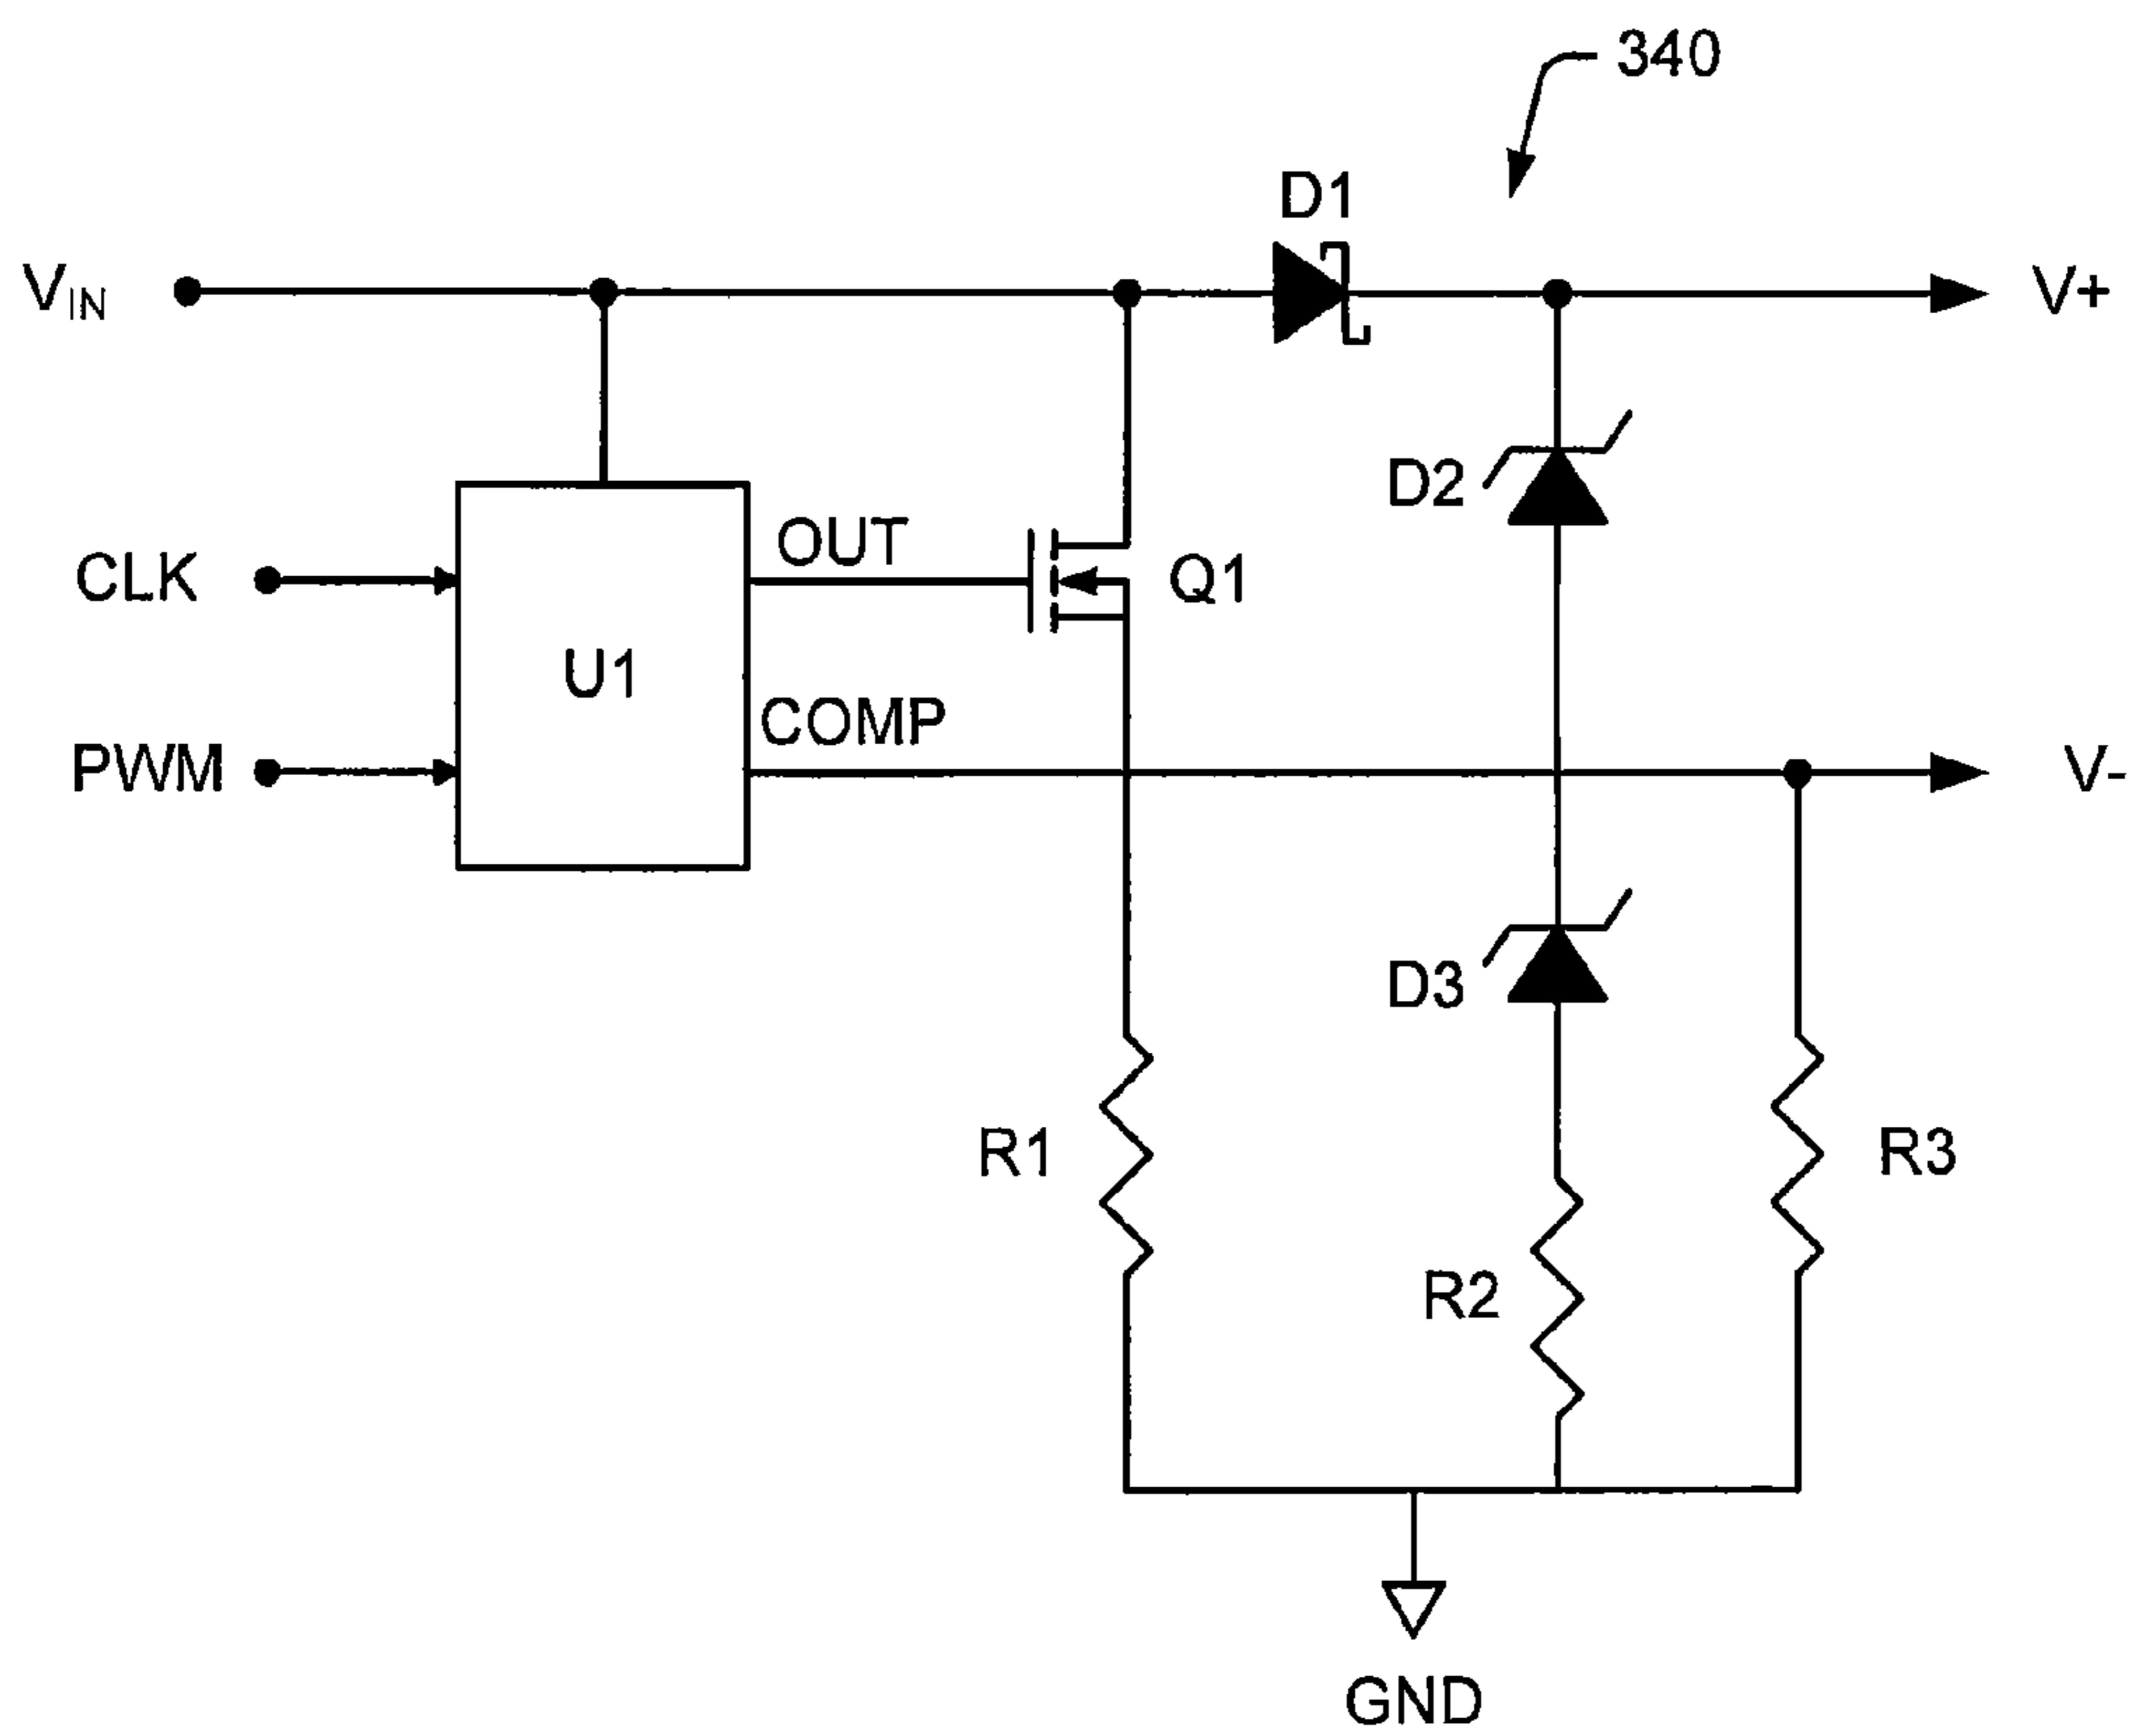 340
D1
VIN
V+
D2
OUT
CLK
Q1
U1
COMP
PWM
V-
D3
R1
R3
R2
GND